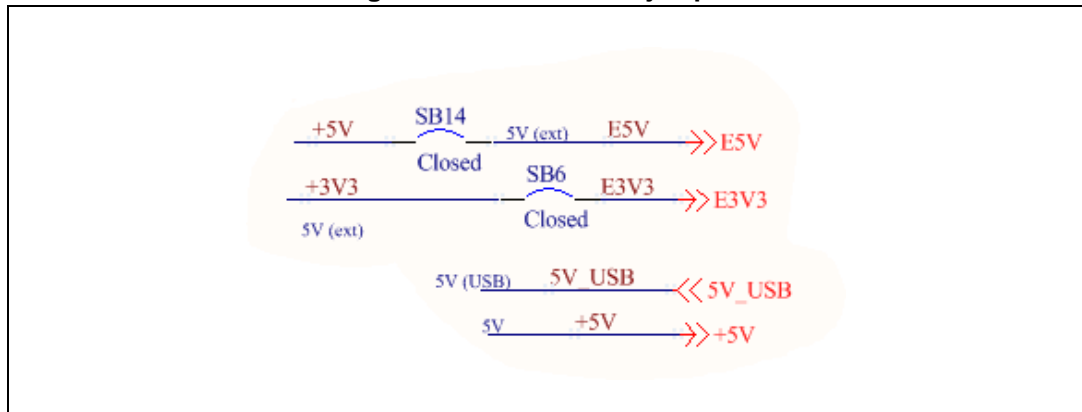 +5V SB14 5V (ext) E5V E5V
Closed
+3V3 SB6 E3V3 E3V3
Closed
5V (ext)
5V (USB) 5V_USB 5V_USB
5V +5V +5V